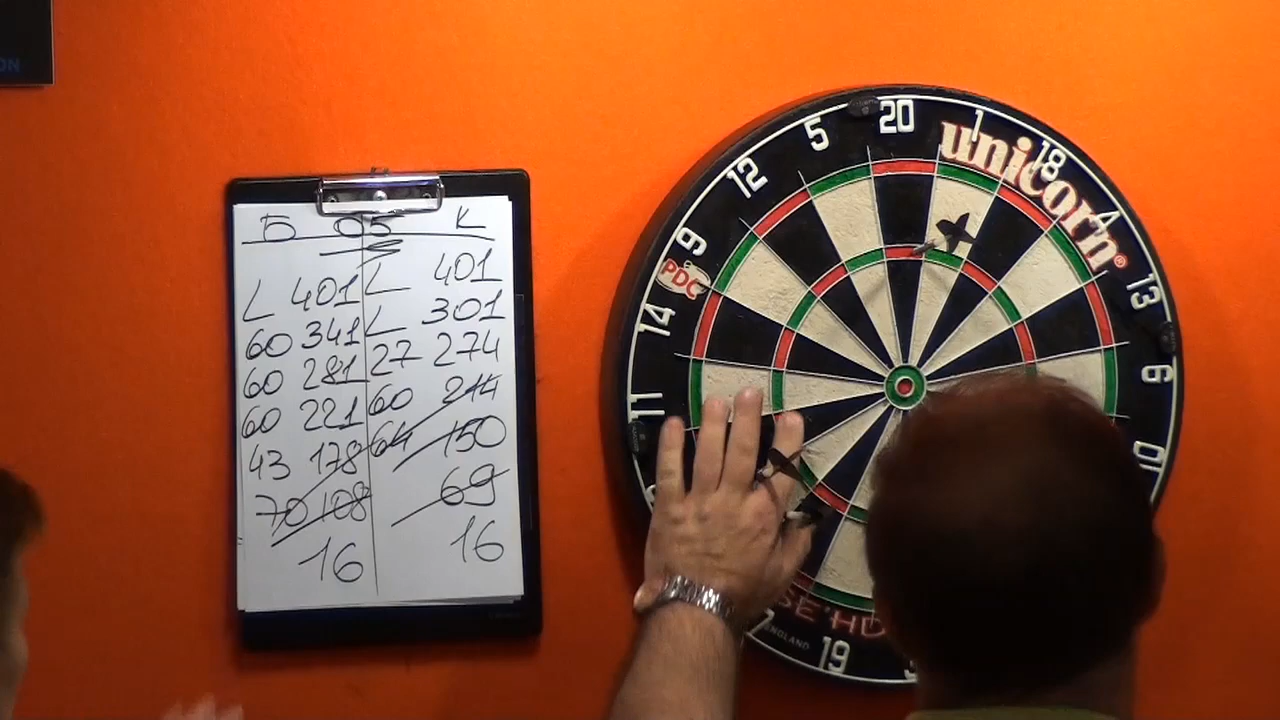 ON
Б 05 К
L 401 L 401
60 341 L 301
60 281 27 274
60 221 60 214
43 178 64 150
70 108 69
16 16
20
1
18
4
13
6
10
19
11
14
9
12
5
unicorn®
PDC
ENGLAND